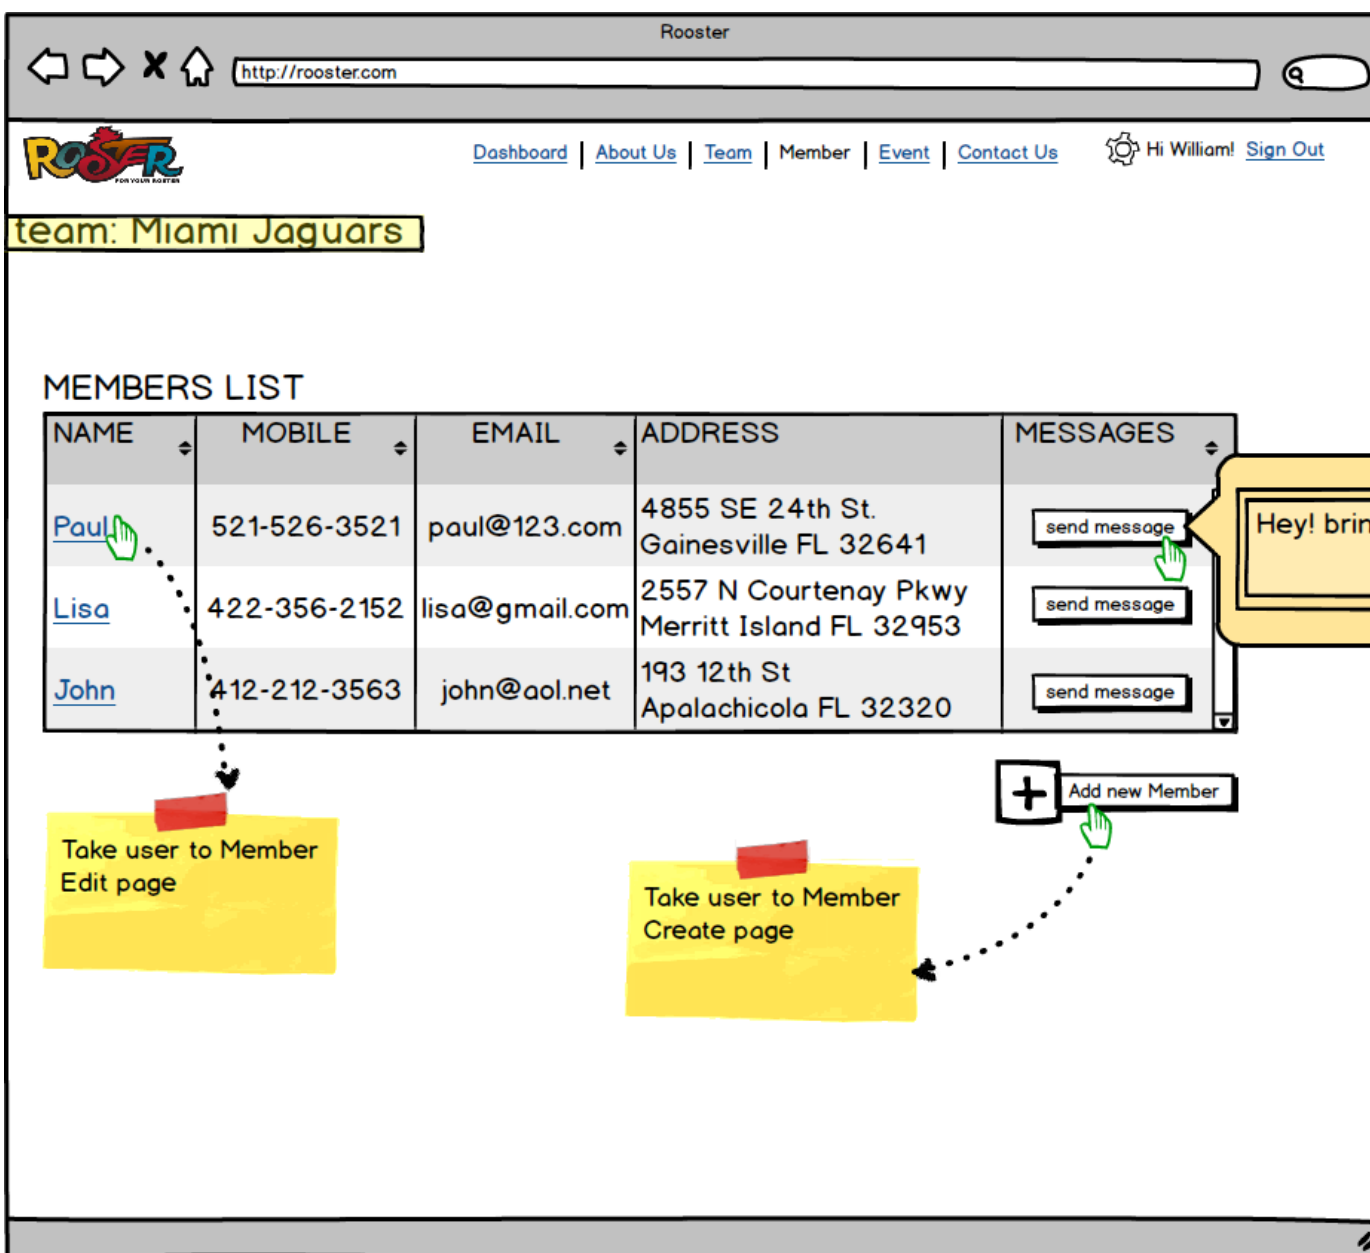 Rooster
http://rooster.com
ROOSTER
FOR YOUR ROSTER
Dashboard | About Us | Team | Member | Event | Contact Us
Hi William! Sign Out
team: Miami Jaguars
MEMBERS LIST
NAME MOBILE EMAIL ADDRESS MESSAGES
Paul 521-526-3521 paul@123.com 4855 SE 24th St. send message
Gainesville FL 32641
Hey! brin
Lisa 422-356-2152 lisa@gmail.com 2557 N Courtenay Pkwy send message
Merritt Island FL 32953
John 412-212-3563 john@aol.net 193 12th St send message
Apalachicola FL 32320
Add new Member
Take user to Member
Edit page
Take user to Member
Create page